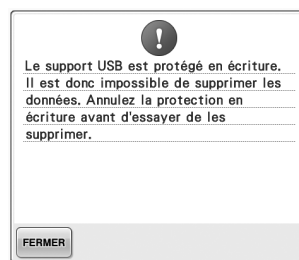 Le support USB est protégé en écriture.
Il est donc impossible de supprimer les
données. Annulez la protection en
écriture avant d'essayer de les
supprimer.
FERMER